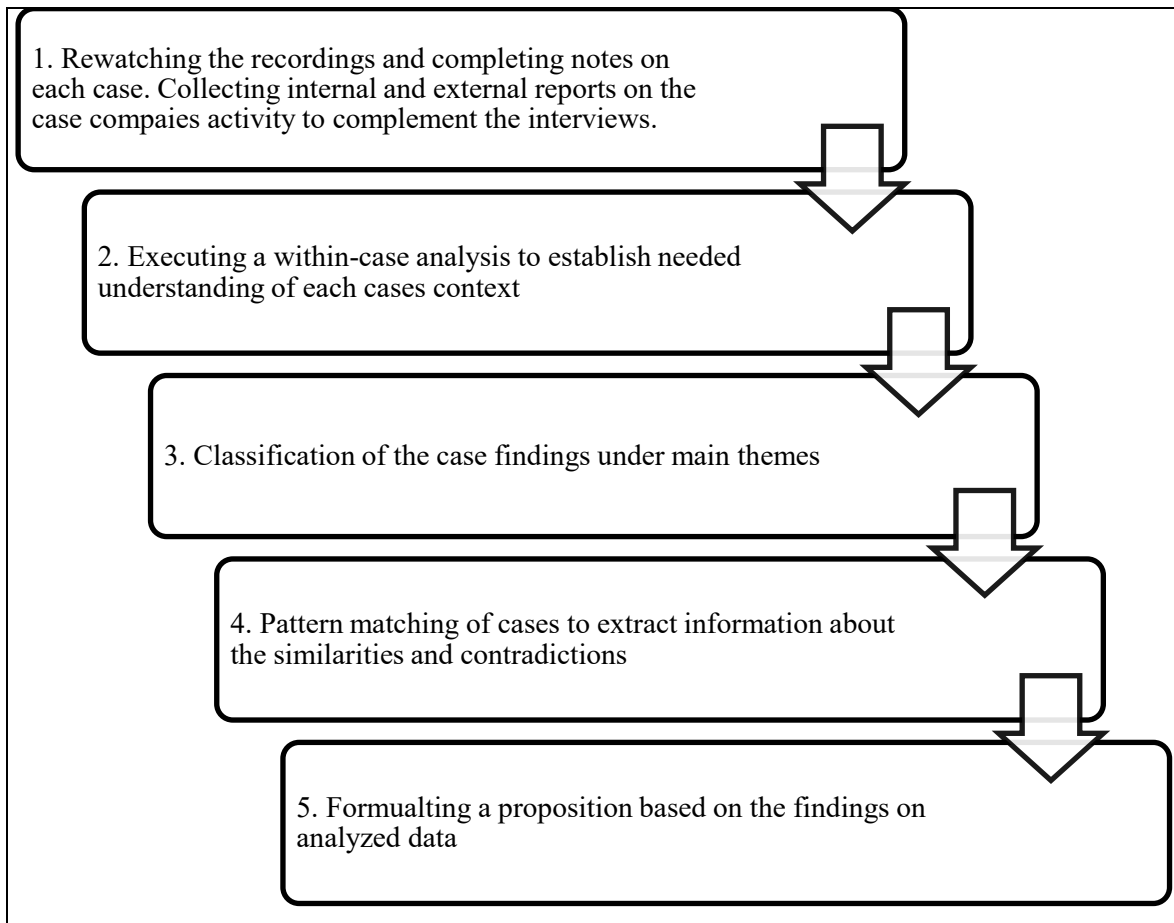 1. Rewatching the recordings and completing notes on
each case. Collecting internal and external reports on the
case compaies activity to complement the interviews.
2. Executing a within-case analysis to establish needed
understanding of each cases context
3. Classification of the case findings under main themes
4. Pattern matching of cases to extract information about
the similarities and contradictions
5. Formualting a proposition based on the findings on
analyzed data